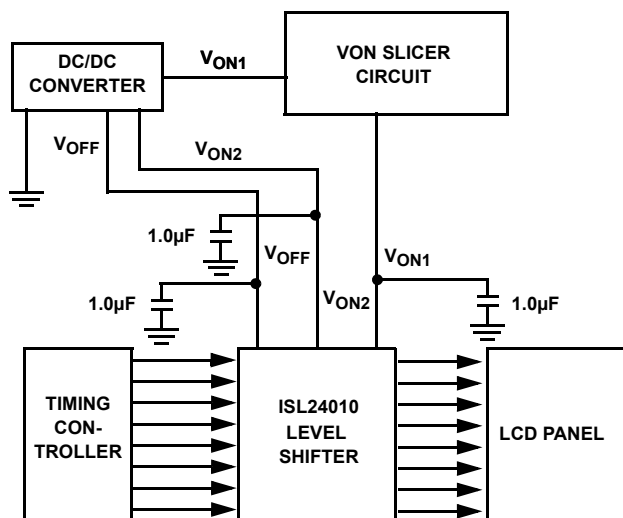 DC/DC
CONVERTER
VON1
VON SLICER
CIRCUIT
VOFF
VON2
1.0µF
VOFF
VON1
1.0µF
VON2
1.0µF
TIMING
CON-
TROLLER
ISL24010
LEVEL
SHIFTER
LCD PANEL